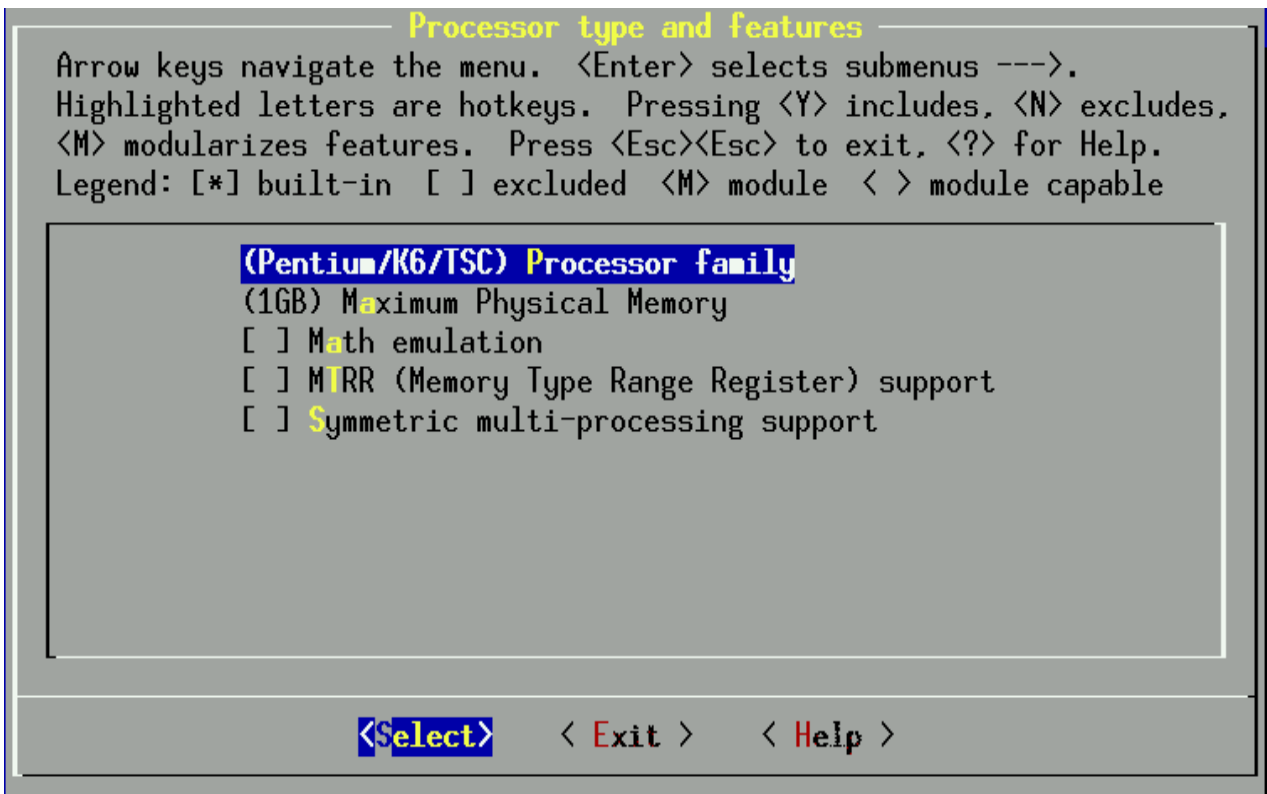 Processor type and features
Arrow keys navigate the menu.  <Enter> selects submenus --->.
Highlighted letters are hotkeys.  Pressing <Y> includes, <N> excludes,
<M> modularizes features.  Press <Esc><Esc> to exit, <?> for Help.
Legend: [*] built-in  [ ] excluded  <M> module  < > module capable
(Pentium/K6/TSC) Processor family
(1GB) Maximum Physical Memory
[ ] Math emulation
[ ] MTRR (Memory Type Range Register) support
[ ] Symmetric multi-processing support
<Select>    < Exit >    < Help >